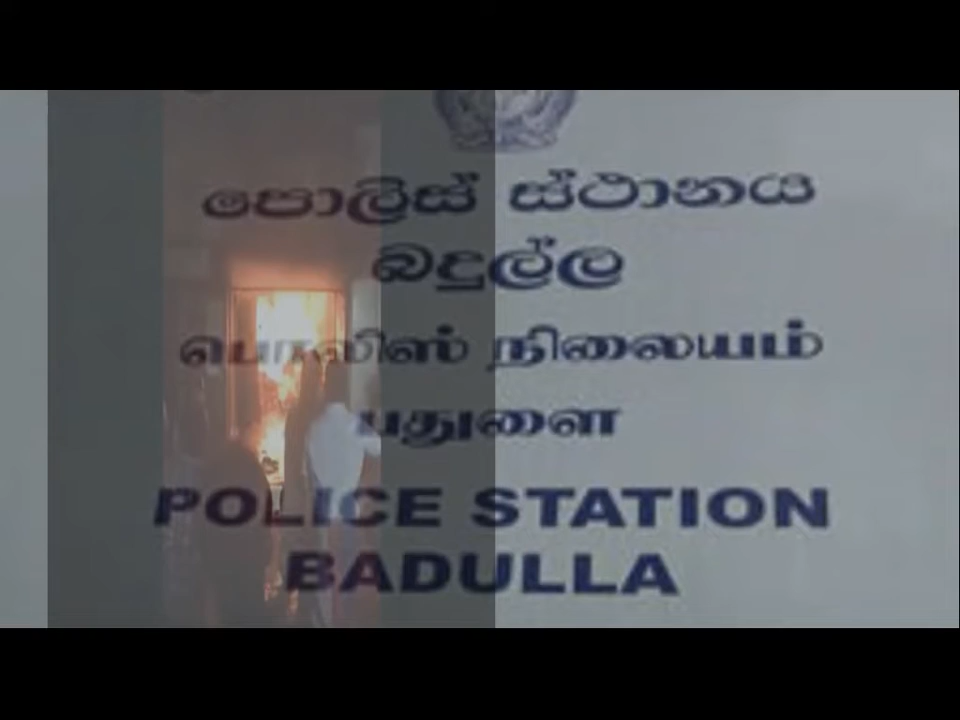 පොලිස් ස්ථානය
බදුල්ල
பொலிஸ் நிலையம்
பதுளை
POLICE STATION
BADULLA